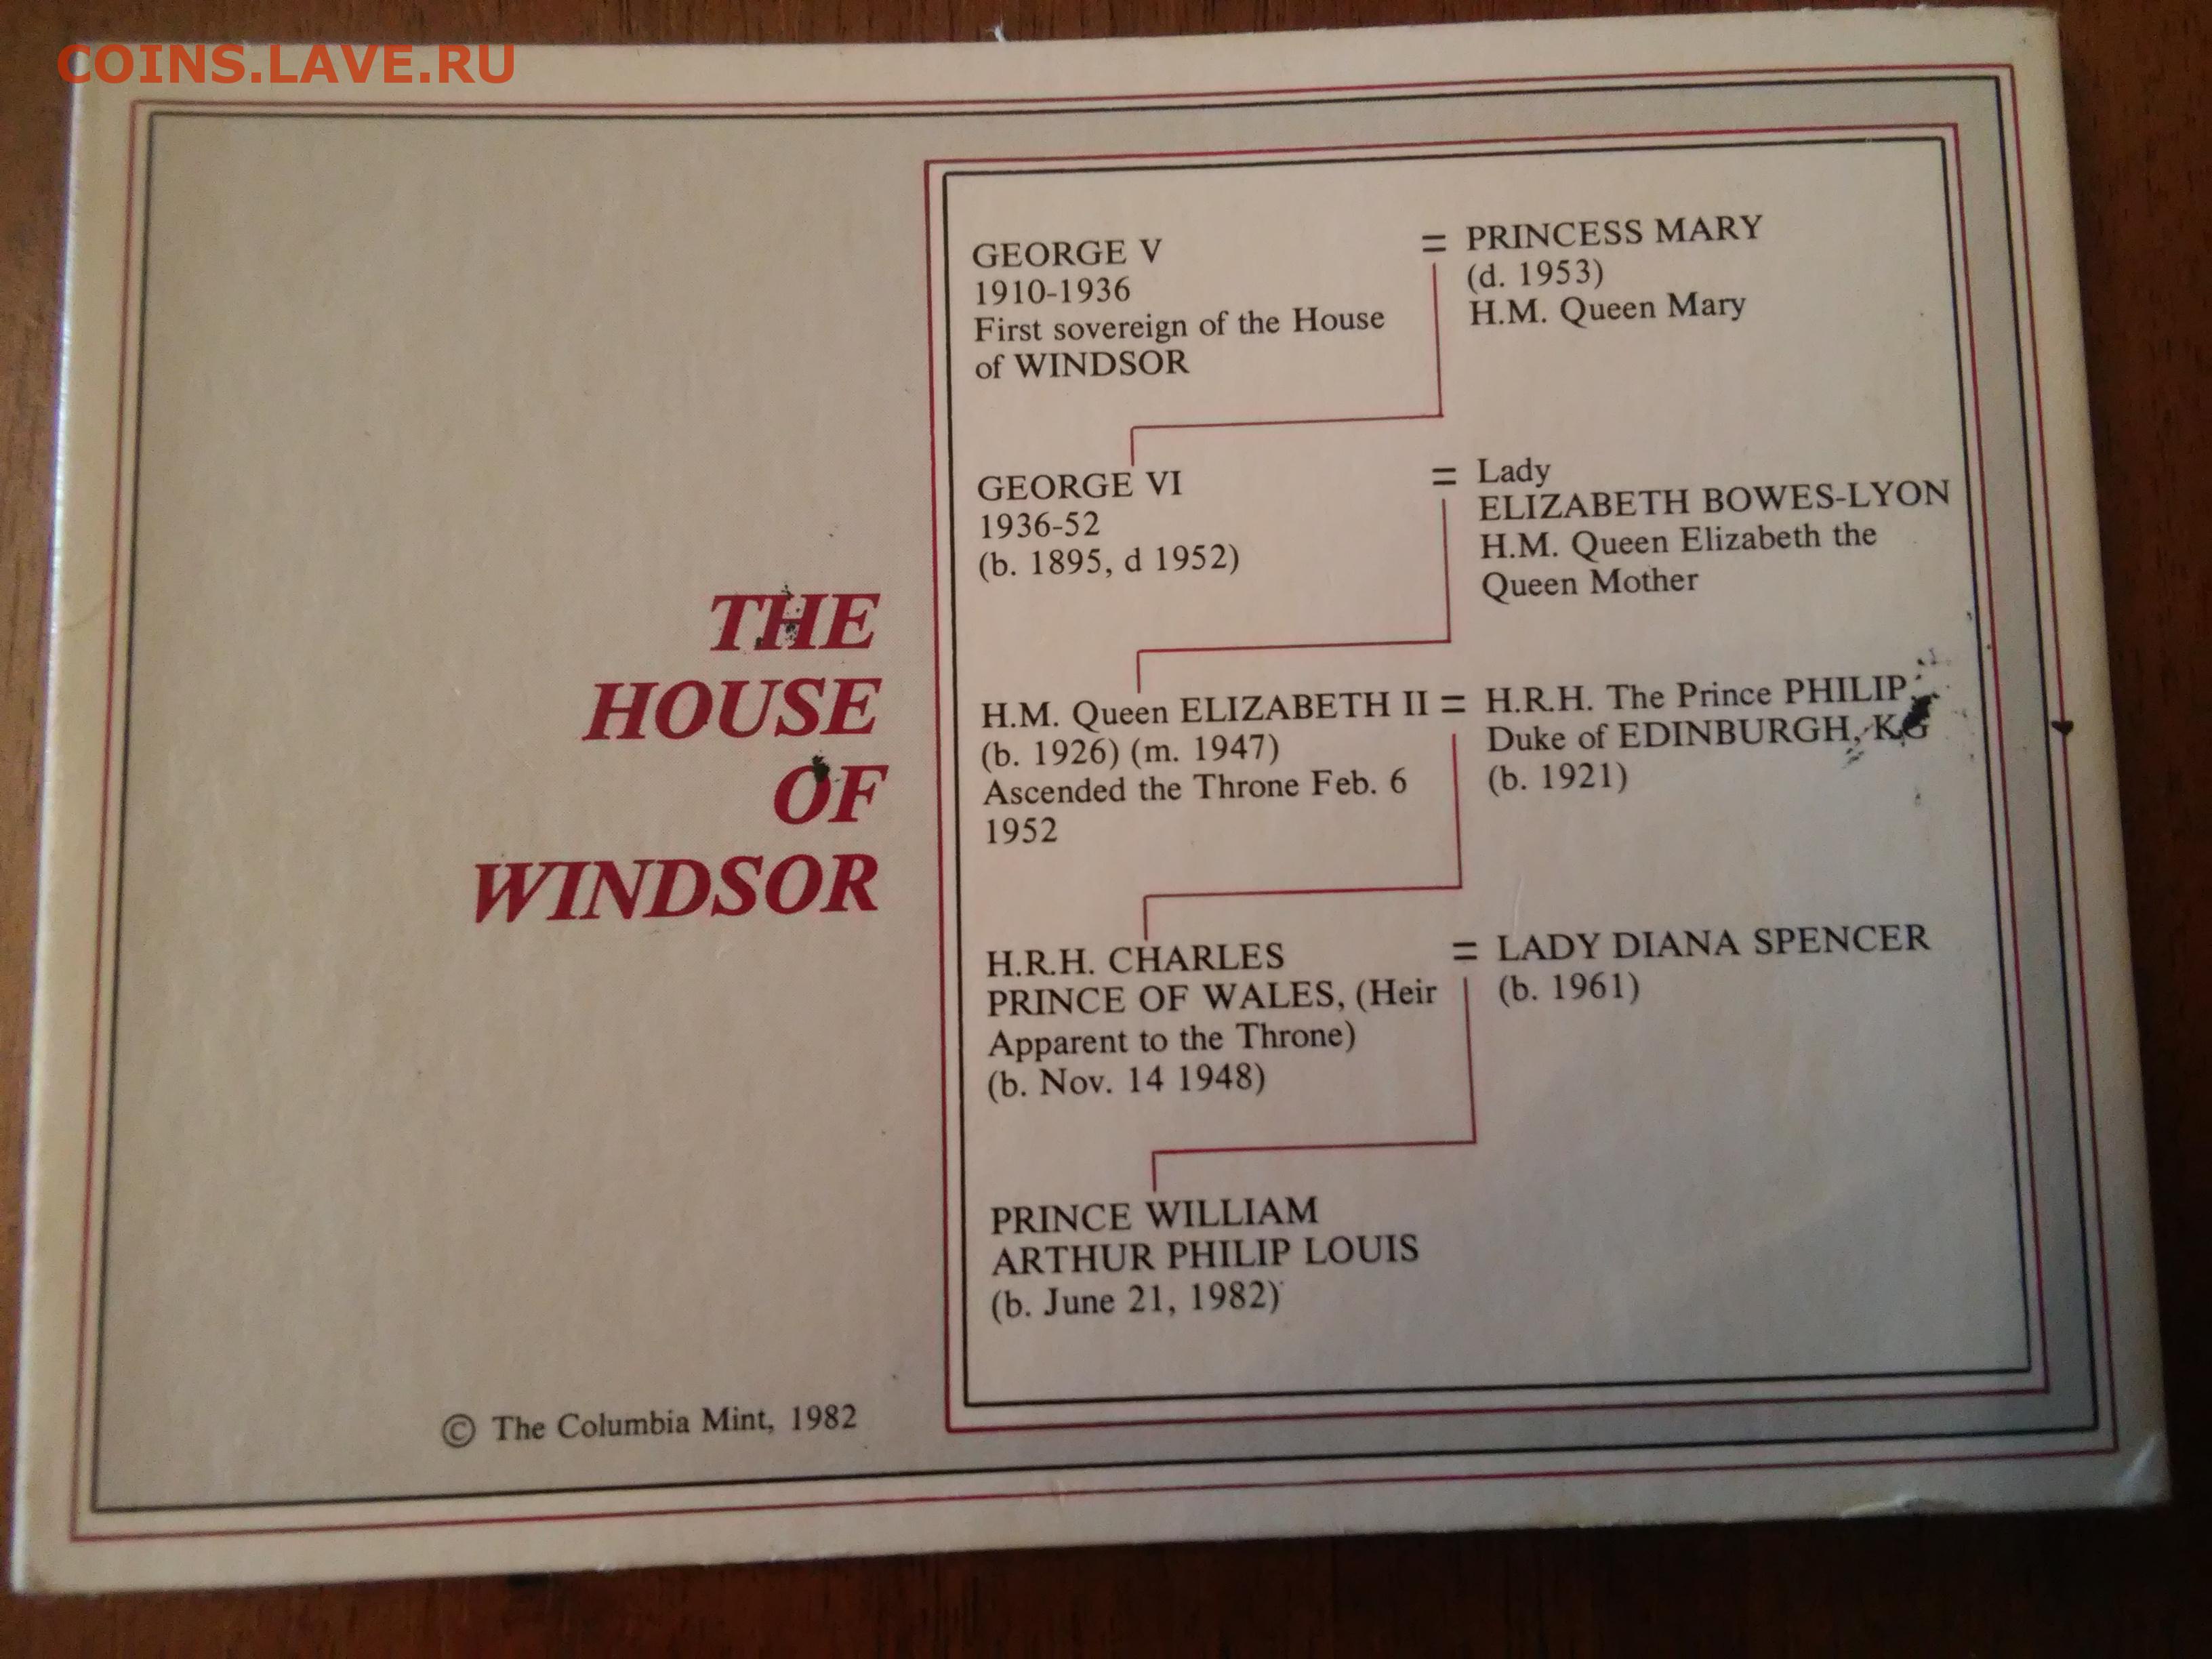 COINS.LAVE.RU
THE
HOUSE
OF
WINDSOR
© The Columbia Mint, 1982
GEORGE V
1910-1936
First sovereign of the House
of WINDSOR
= PRINCESS MARY
(d. 1953)
H.M. Queen Mary
GEORGE VI
1936-52
(b. 1895, d 1952)
= Lady
ELIZABETH BOWES-LYON
H.M. Queen Elizabeth the
Queen Mother
H.M. Queen ELIZABETH II = H.R.H. The Prince PHILIP,
(b. 1926) (m. 1947)
Ascended the Throne Feb. 6
1952
Duke of EDINBURGH, KG
(b. 1921)
H.R.H. CHARLES
PRINCE OF WALES, (Heir
Apparent to the Throne)
(b. Nov. 14 1948)
= LADY DIANA SPENCER
(b. 1961)
PRINCE WILLIAM
ARTHUR PHILIP LOUIS
(b. June 21, 1982)